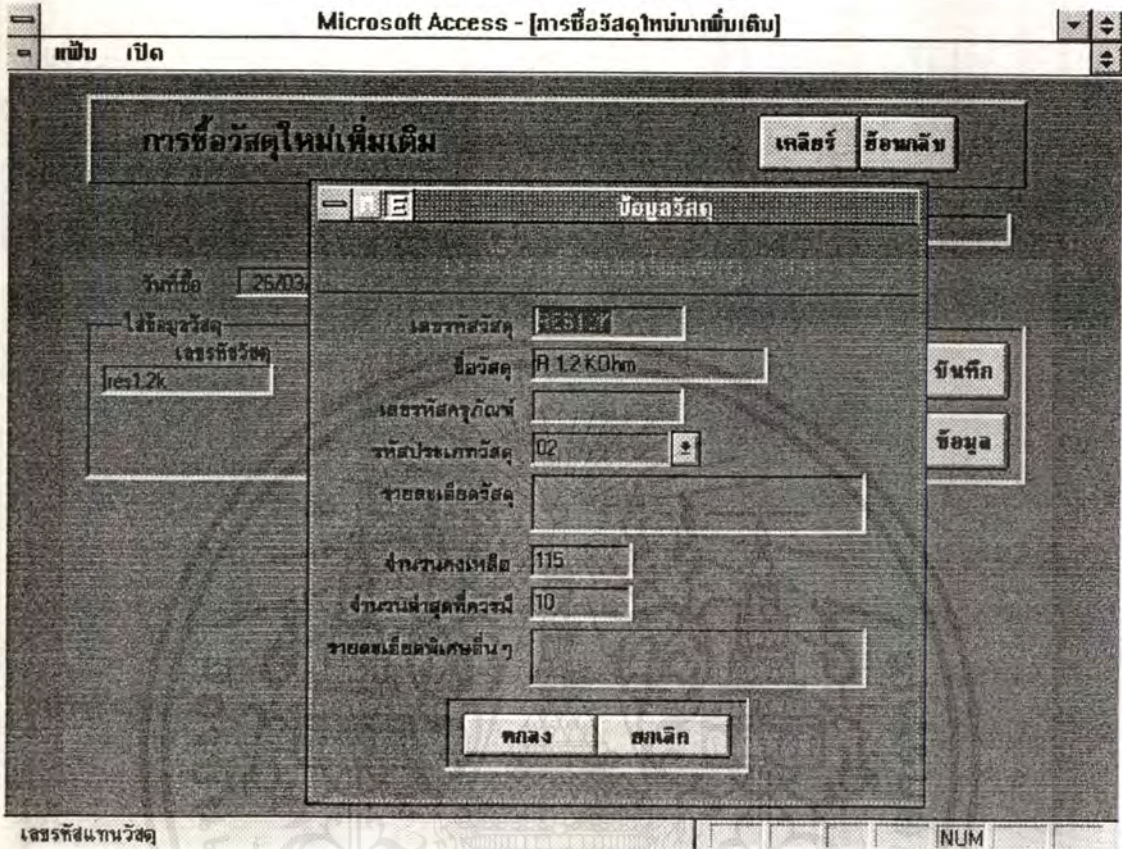 Microsoft Access - [การซื้อวัสดุใหม่มาเพิ่มเติม]
แฟ้ม เปิด
การซื้อวัสดุใหม่เพิ่มเติม
เคลียร์ ย้อนกลับ
ข้อมูลวัสดุ
วันที่ซื้อ 26/03/
ใส่ข้อมูลวัสดุ
เลขรหัสวัสดุ
res1.2k
บันทึก
ข้อมูล
เลขรหัสวัสดุ
ชื่อวัสดุ R 1.2 KOhm
เลขรหัสครุภัณฑ์
รหัสประเภทวัสดุ 02
รายละเอียดวัสดุ
จำนวนคงเหลือ 115
จำนวนต่ำสุดที่ควรมี 10
รายละเอียดพิเศษอื่น ๆ
ตกลง ยกเลิก
เลขรหัสแทนวัสดุ
NUM